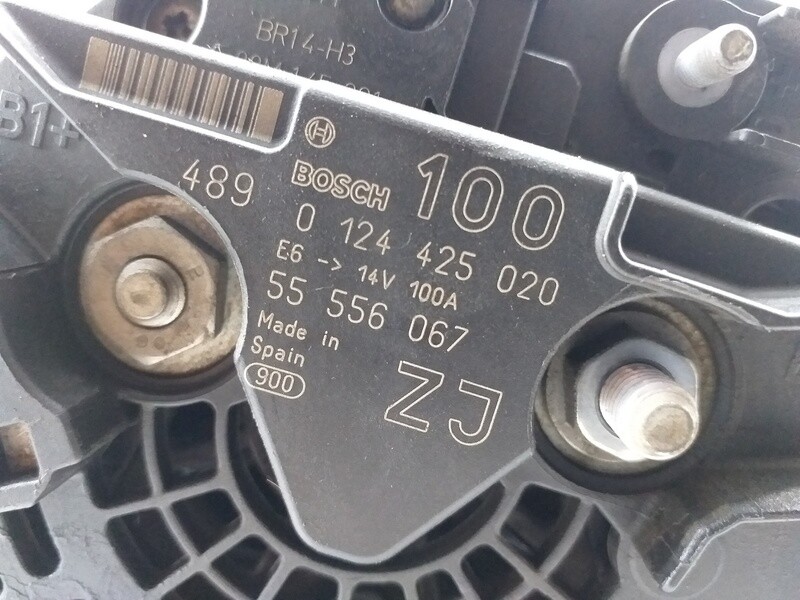 BR14-H3
B1+
BOSCH 100
489
0 124 425 020
E6 -> 14V 100A
55 556 067
Made in
Spain
900
ZJ